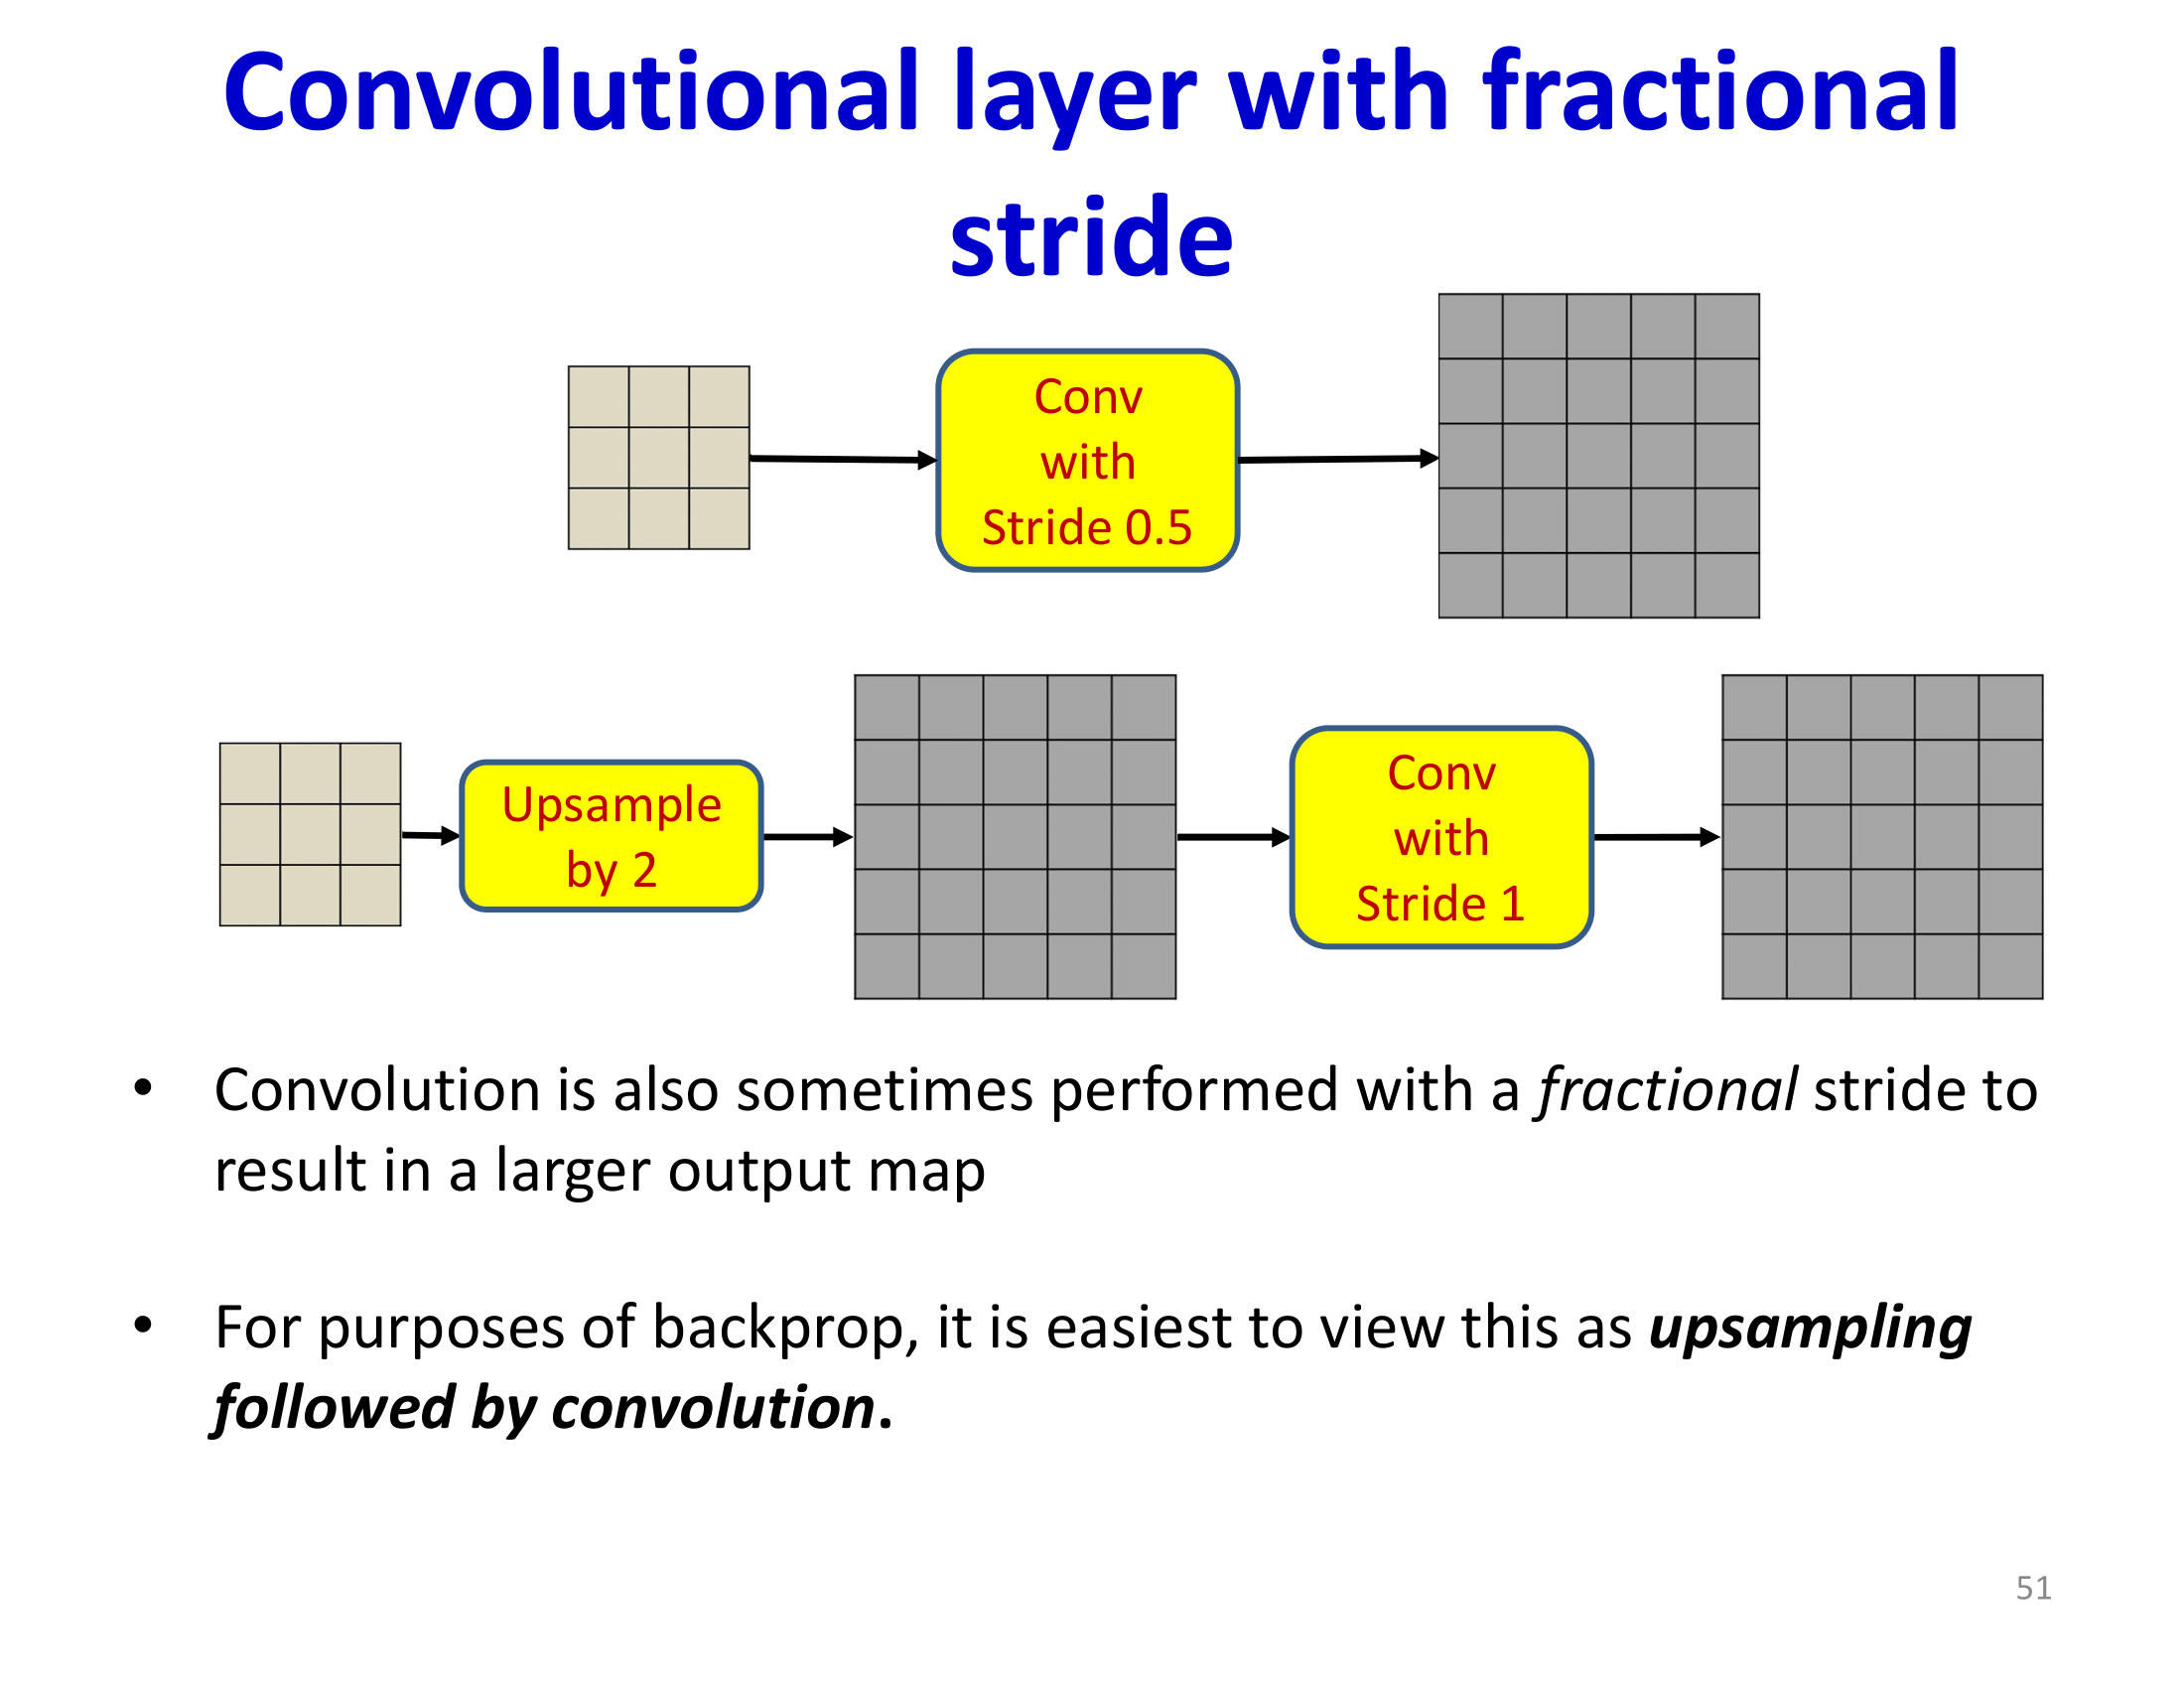 Convolutional layer with fractional
stride
Conv
with
Stride 0.5
Upsample
by 2
Conv
with
Stride 1
• Convolution is also sometimes performed with a fractional stride to
result in a larger output map
• For purposes of backprop, it is easiest to view this as upsampling
followed by convolution.
51